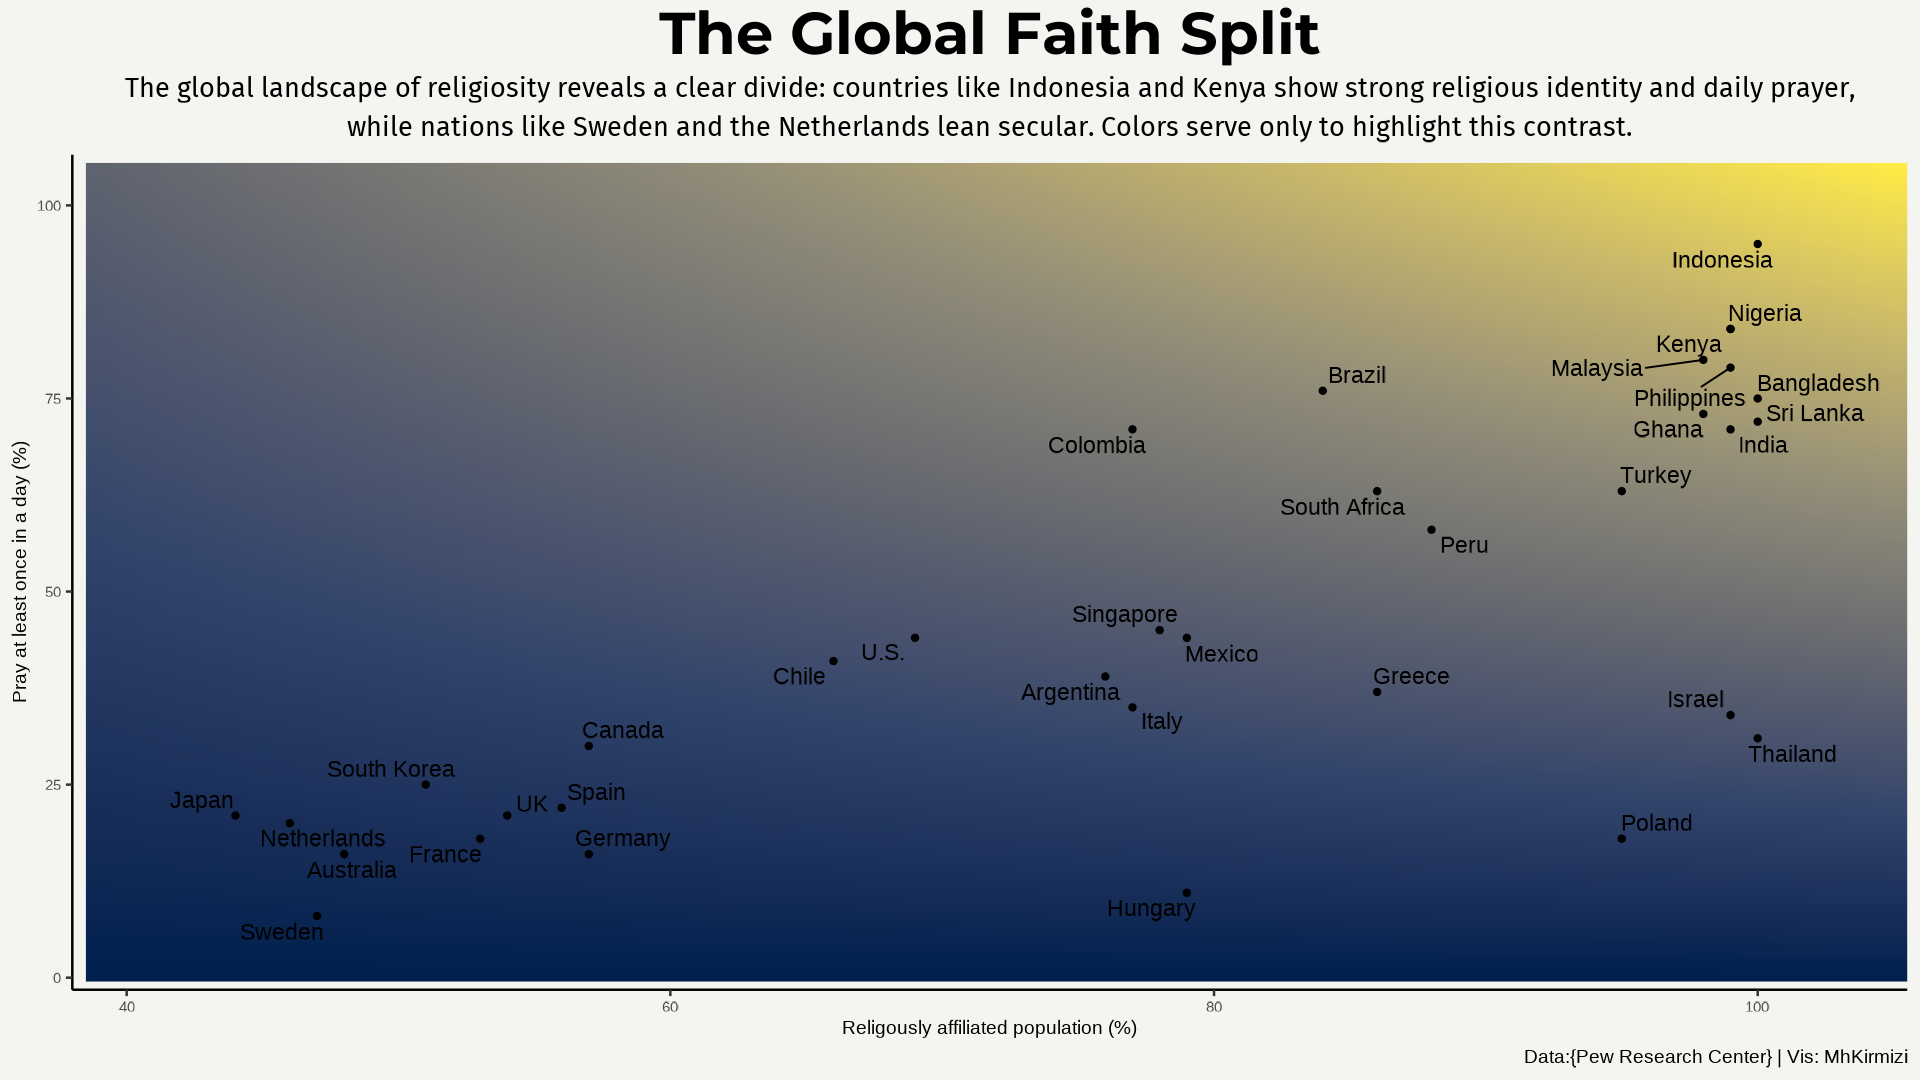 The Global Faith Split
The global landscape of religiosity reveals a clear divide: countries like Indonesia and Kenya show strong religious identity and daily prayer,
while nations like Sweden and the Netherlands lean secular. Colors serve only to highlight this contrast.
Pray at least once in a day (%)
100
75
50
25
0
Indonesia
Nigeria
Kenya
Malaysia
Brazil
Bangladesh
Philippines
Sri Lanka
Ghana
Colombia
India
Turkey
South Africa
Peru
Singapore
U.S.
Mexico
Chile
Greece
Argentina
Israel
Italy
Canada
Thailand
South Korea
Spain
Japan
UK
Poland
Netherlands
Germany
France
Australia
Hungary
Sweden
40
60
80
100
Religously affiliated population (%)
Data:{Pew Research Center} | Vis: MhKirmizi